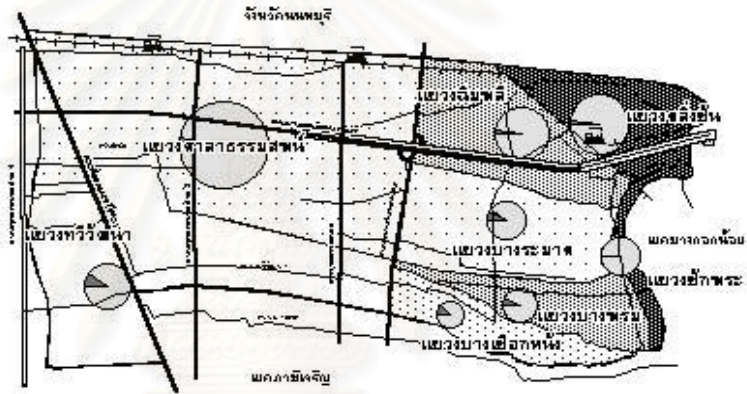 จังหวัดนนทบุรี
แขวงฉิมพลี
แขวงตลิ่งชัน
แขวงศาลาธรรมสพน์
แขวงทวีวัฒนา
แขวงบางระมาด
เขตบางกอกน้อย
แขวงชักพระ
แขวงบางพรม
แขวงบางเชือกหนัง
เขตภาษีเจริญ